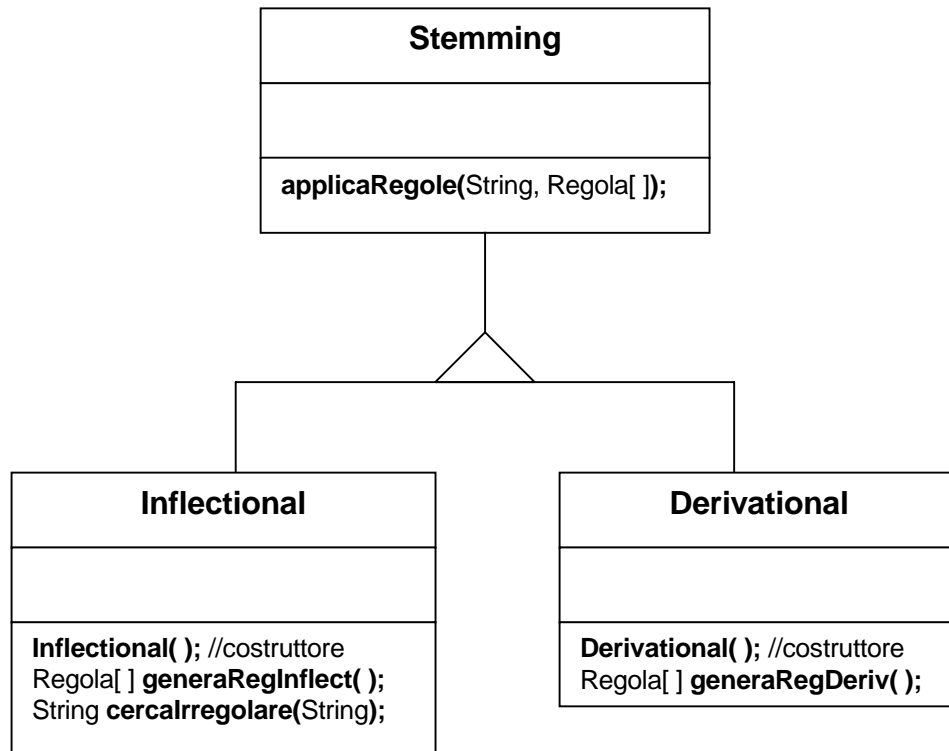 Stemming
applicaRegole(String, Regola[ ]);
Inflectional
Inflectional( ); //costruttore
Regola[ ] generaRegInflect( );
String cercaIrregolare(String);
Derivational
Derivational( ); //costruttore
Regola[ ] generaRegDeriv( );